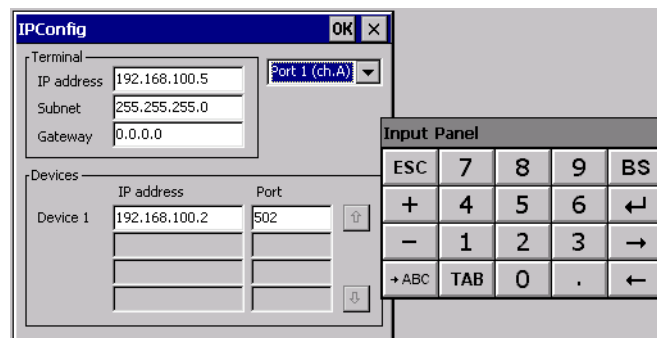 IPConfig OK ×
Terminal
IP address 192.168.100.5 Port 1 (ch.A)
Subnet 255.255.255.0
Gateway 0.0.0.0
Devices
IP address Port
Device 1 192.168.100.2 502
Input Panel
ESC 7 8 9 BS
+ 4 5 6 ↵
− 1 2 3 →
→ABC TAB 0 . ←